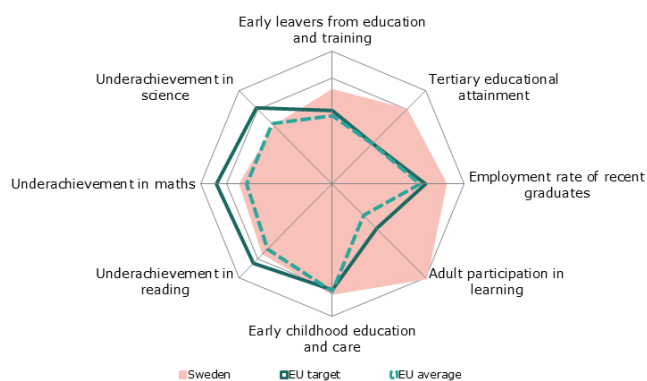 Early leavers from education
and training
Underachievement in
science
Tertiary educational
attainment
Underachievement in maths
Employment rate of recent
graduates
Underachievement in
reading
Adult participation in
learning
Early childhood education
and care
Sweden
EU target
EU average